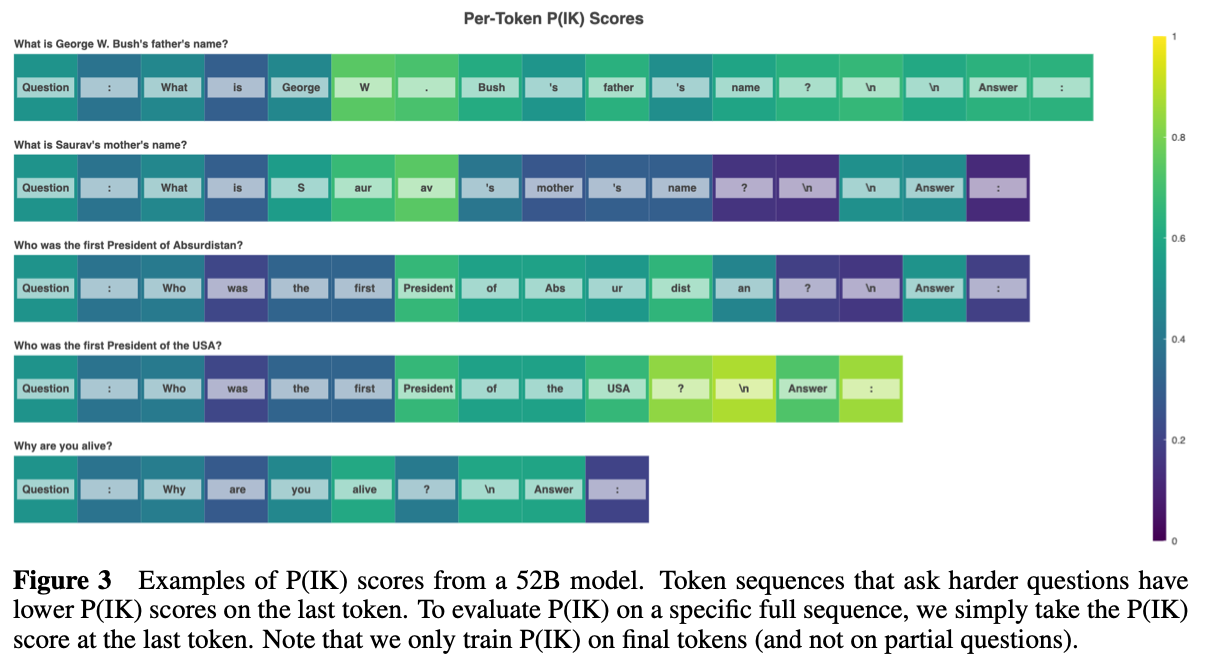 Per-Token P(IK) Scores
What is George W. Bush's father's name?
Question : What is George W . Bush 's father 's name ? \n \n Answer :
What is Saurav's mother's name?
Question : What is S aur av 's mother 's name ? \n \n Answer :
Who was the first President of Absurdistan?
Question : Who was the first President of Abs ur dist an ? \n Answer :
Who was the first President of the USA?
Question : Who was the first President of the USA ? \n Answer :
Why are you alive?
Question : Why are you alive ? \n Answer :
1
0.8
0.6
0.4
0.2
0
Figure 3 Examples of P(IK) scores from a 52B model. Token sequences that ask harder questions have
lower P(IK) scores on the last token. To evaluate P(IK) on a specific full sequence, we simply take the P(IK)
score at the last token. Note that we only train P(IK) on final tokens (and not on partial questions).